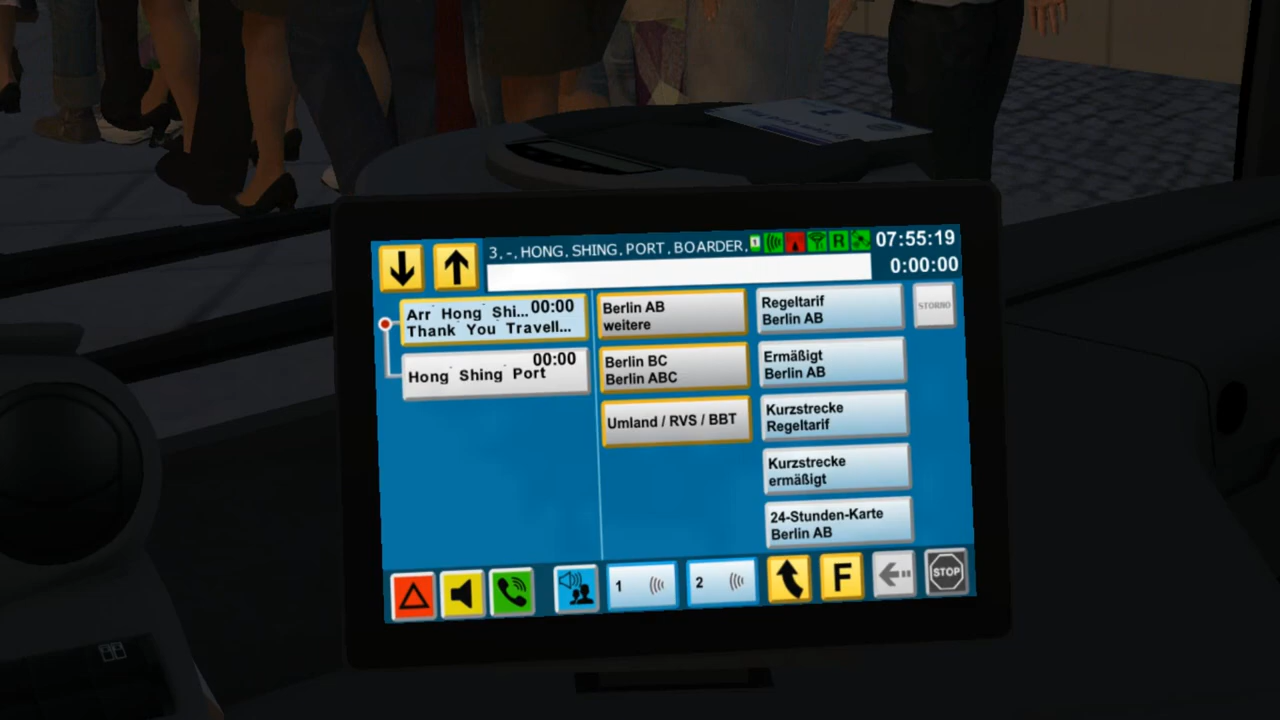 3,-,HONG,SHING,PORT,BOARDER,
1
R
07:55:19
0:00:00
Arr Hong Shi... 00:00
Thank You Travell...
00:00
Hong Shing Port
Berlin AB
weitere
Berlin BC
Berlin ABC
Umland / RVS / BBT
Regeltarif
Berlin AB
Ermäßigt
Berlin AB
Kurzstrecke
Regeltarif
Kurzstrecke
ermäßigt
24-Stunden-Karte
Berlin AB
STORNO
1
2
F
STOP